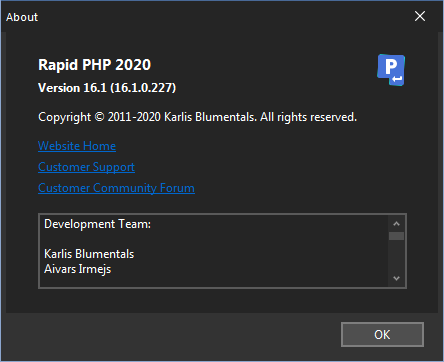 About
Rapid PHP 2020
Version 16.1 (16.1.0.227)
Copyright © 2011-2020 Karlis Blumentals. All rights reserved.
Website Home
Customer Support
Customer Community Forum
Development Team:
Karlis Blumentals
Aivars Irmejs
OK